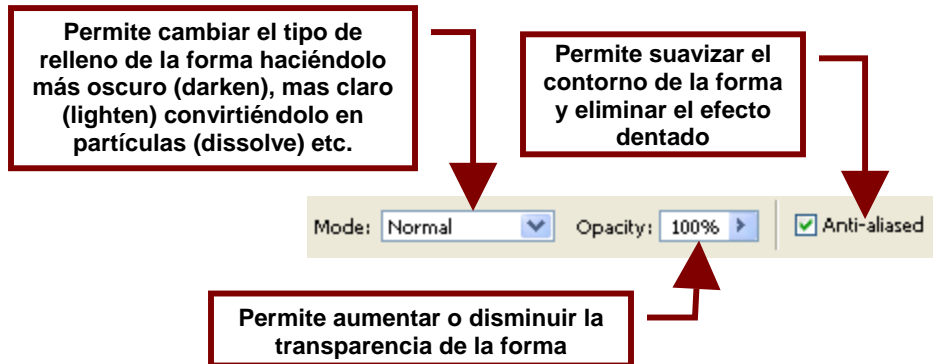 Permite cambiar el tipo de
relleno de la forma haciéndolo
más oscuro (darken), mas claro
(lighten) convirtiéndolo en
partículas (dissolve) etc.
Permite suavizar el
contorno de la forma
y eliminar el efecto
dentado
Mode: Normal Opacity: 100% Anti-aliased
Permite aumentar o disminuir la
transparencia de la forma